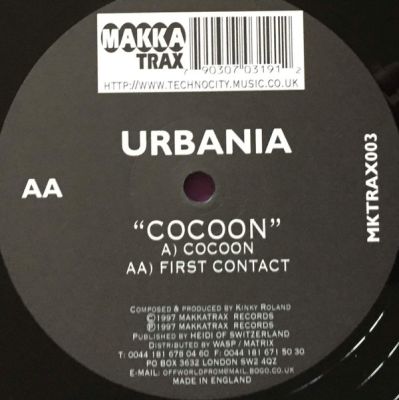 MAKKA
TRAX
7 90307 03191 2
HTTP://WWW.TECHNOCITY.MUSIC.CO.UK
URBANIA
AA
MKTRAX003
"COCOON"
A) COCOON
AA) FIRST CONTACT
COMPOSED & PRODUCED BY KINKY ROLAND
©1997 MAKKATRAX RECORDS
℗1997 MAKKATRAX RECORDS
PUBLISHED BY HEIDI OF SWITZERLAND
DISTRIBUTED BY WASP / MATRIX
T: 0044 181 678 04 60 F: 0044 181 671 50 30
PO BOX 3632 LONDON SW2 4QZ
E-MAIL: OFFWORLDPROM@MAIL.BOGO.CO.UK
MADE IN ENGLAND